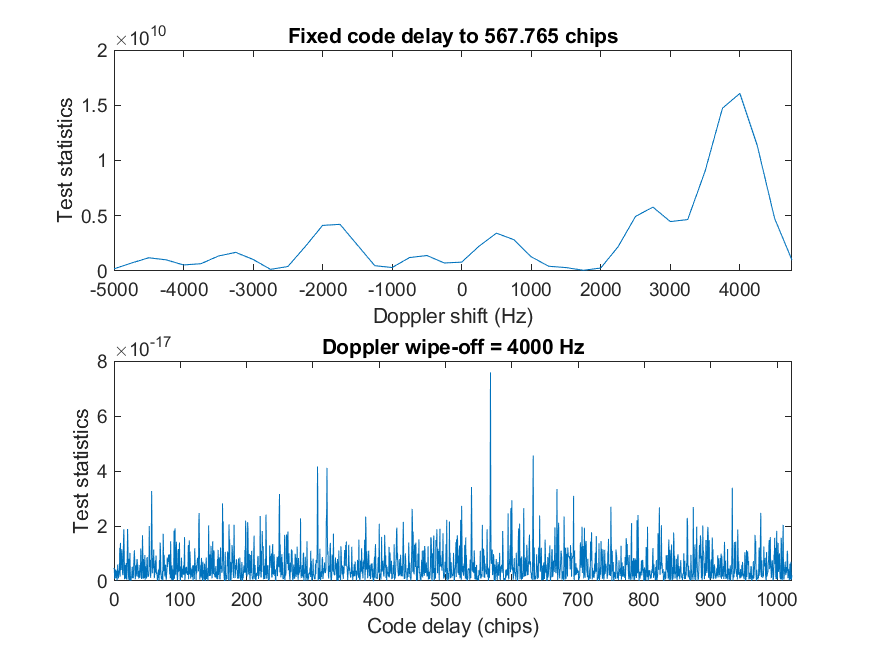 Fixed code delay to 567.765 chips
×10^10
2
1.5
1
0.5
0
Test statistics
-5000 -4000 -3000 -2000 -1000 0 1000 2000 3000 4000
Doppler shift (Hz)
Doppler wipe-off = 4000 Hz
×10^-17
8
6
4
2
0
Test statistics
0 100 200 300 400 500 600 700 800 900 1000
Code delay (chips)